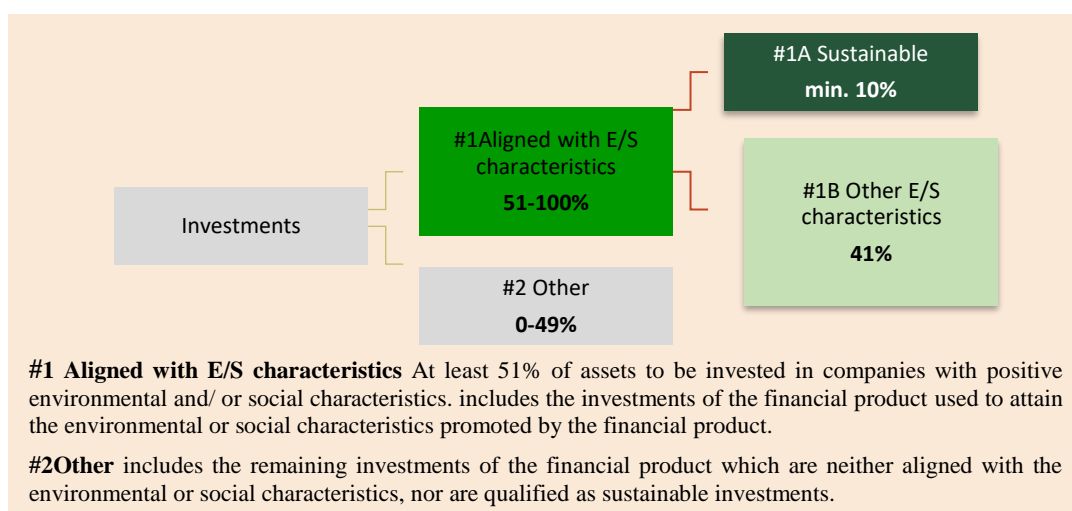 #1A Sustainable
min. 10%
#1Aligned with E/S
characteristics
51-100%
#1B Other E/S
characteristics
41%
Investments
#2 Other
0-49%
#1 Aligned with E/S characteristics At least 51% of assets to be invested in companies with positive
environmental and/ or social characteristics. includes the investments of the financial product used to attain
the environmental or social characteristics promoted by the financial product.
#2Other includes the remaining investments of the financial product which are neither aligned with the
environmental or social characteristics, nor are qualified as sustainable investments.